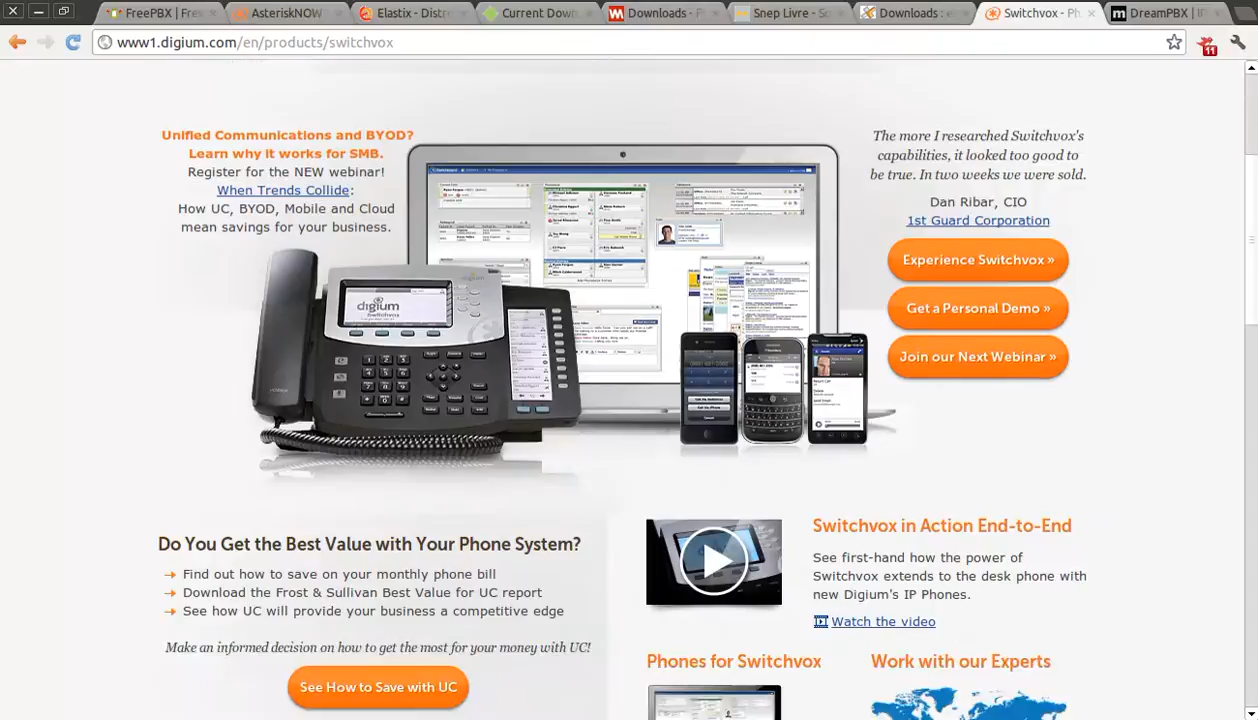 FreePBX | Fre
AsteriskNOW
Elastix - Distr
Current Dow
Downloads - P
Snep Livre - So
Downloads : e
Switchvox - Ph
DreamPBX | I
www1.digium.com/en/products/switchvox
11
Unified Communications and BYOD?
Learn why it works for SMB.
Register for the NEW webinar!
When Trends Collide:
How UC, BYOD, Mobile and Cloud
mean savings for your business.
digium
The more I researched Switchvox's
capabilities, it looked too good to
be true. In two weeks we were sold.
Dan Ribar, CIO
1st Guard Corporation
Experience Switchvox »
Get a Personal Demo »
Join our Next Webinar »
Do You Get the Best Value with Your Phone System?
Find out how to save on your monthly phone bill
Download the Frost & Sullivan Best Value for UC report
See how UC will provide your business a competitive edge
Make an informed decision on how to get the most for your money with UC!
See How to Save with UC
Switchvox in Action End-to-End
See first-hand how the power of
Switchvox extends to the desk phone with
new Digium's IP Phones.
Watch the video
Phones for Switchvox
Work with our Experts